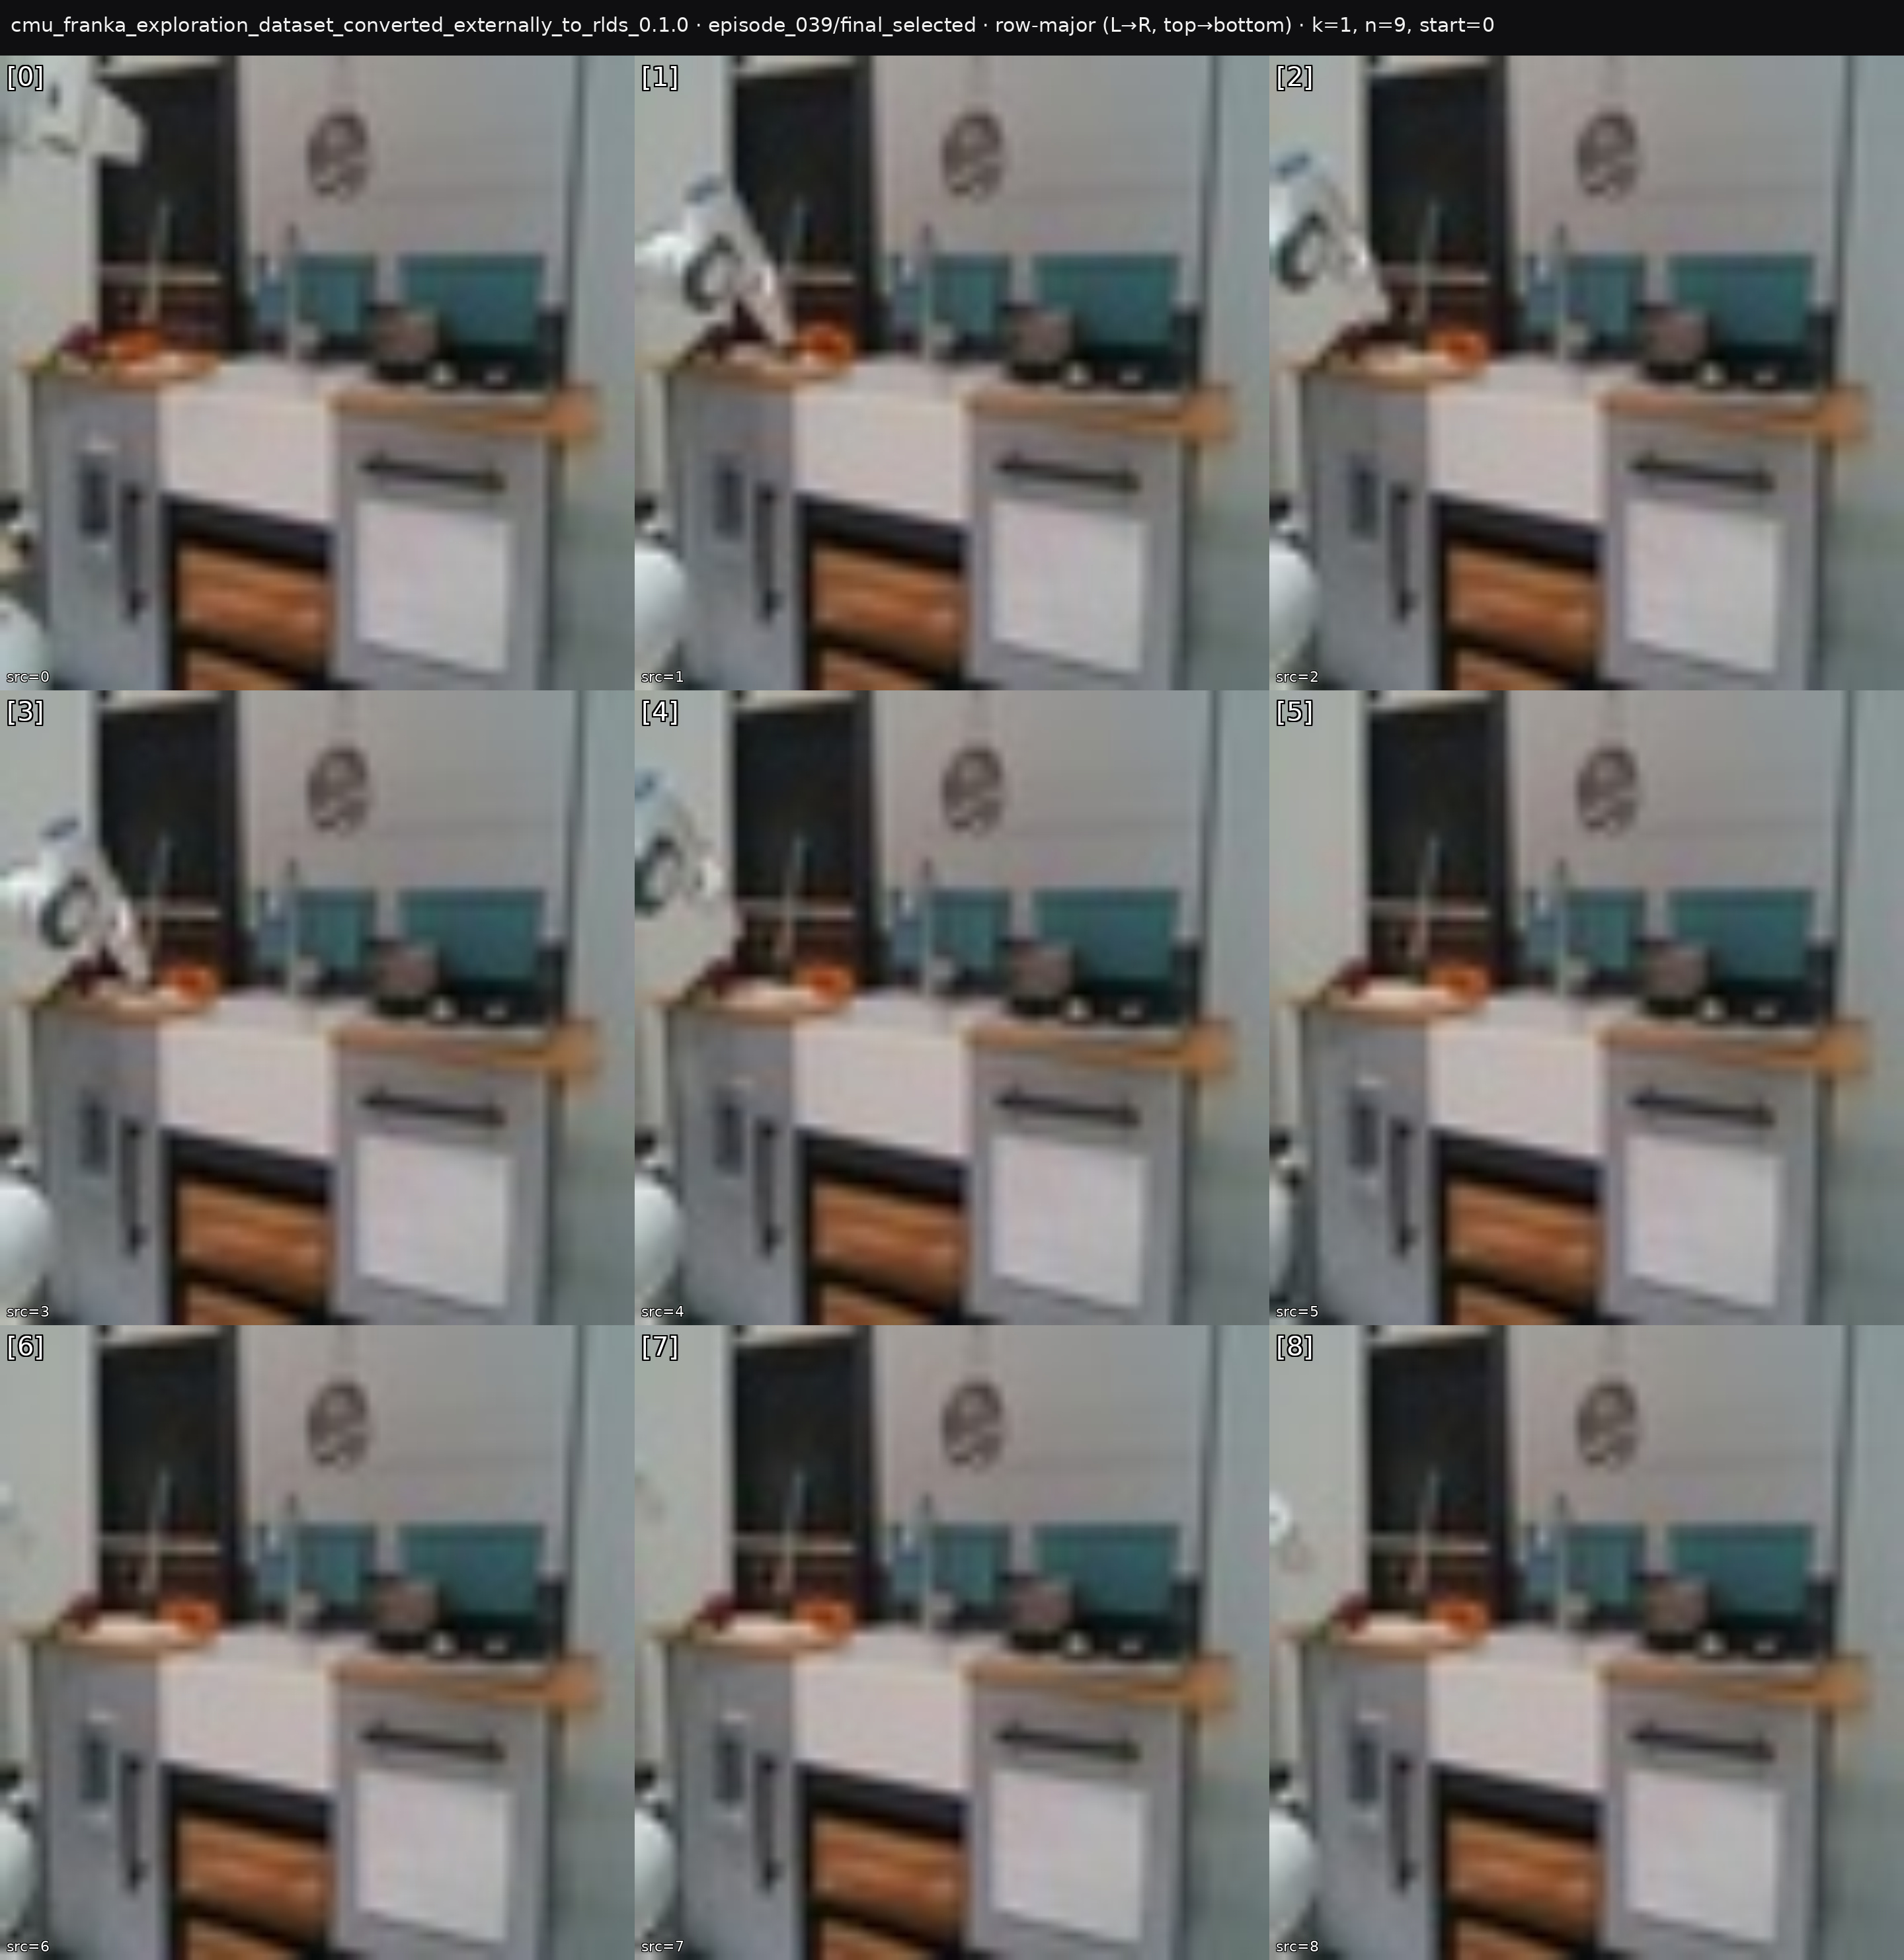 cmu_franka_exploration_dataset_converted_externally_to_rlds_0.1.0 · episode_039/final_selected · row-major (L→R, top→bottom) · k=1, n=9, start=0
[0]
[1]
[2]
src=0
src=1
src=2
[3]
[4]
[5]
src=3
src=4
src=5
[6]
[7]
[8]
src=6
src=7
src=8